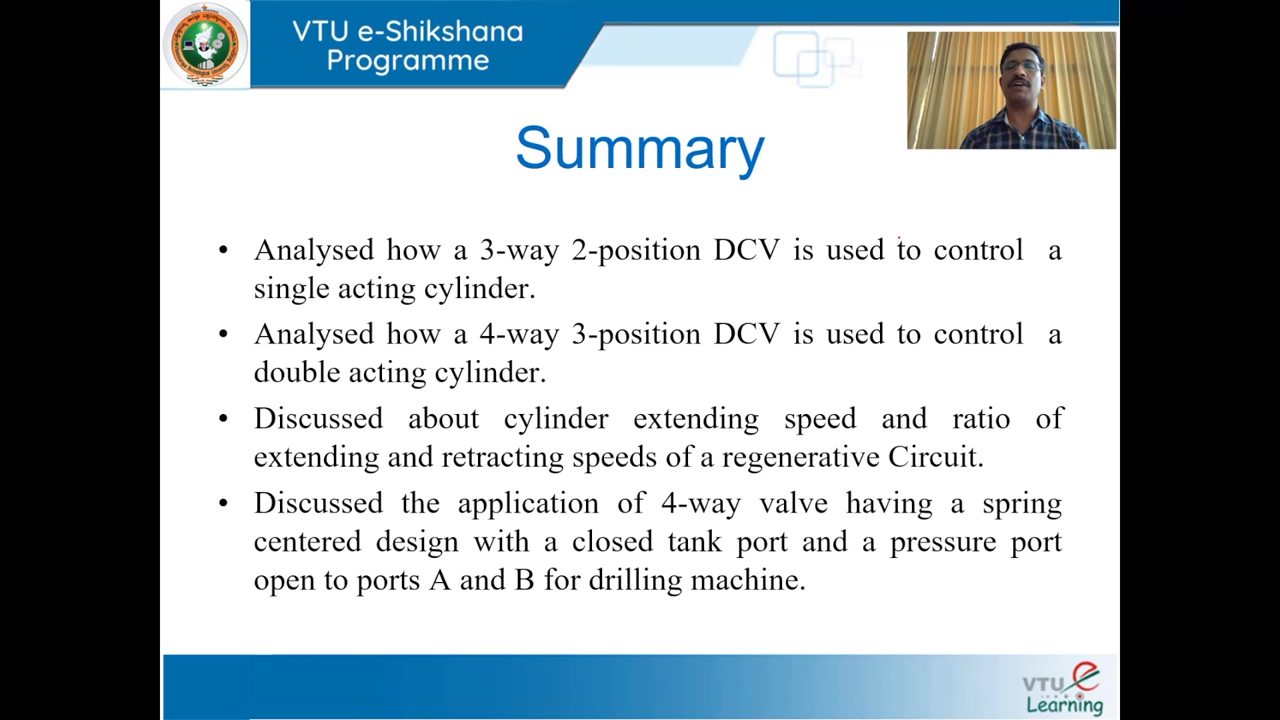 VTU e-Shikshana
Programme
Summary
• Analysed how a 3-way 2-position DCV is used to control a
single acting cylinder.
• Analysed how a 4-way 3-position DCV is used to control a
double acting cylinder.
• Discussed about cylinder extending speed and ratio of
extending and retracting speeds of a regenerative Circuit.
• Discussed the application of 4-way valve having a spring
centered design with a closed tank port and a pressure port
open to ports A and B for drilling machine.
VTU e
Learning